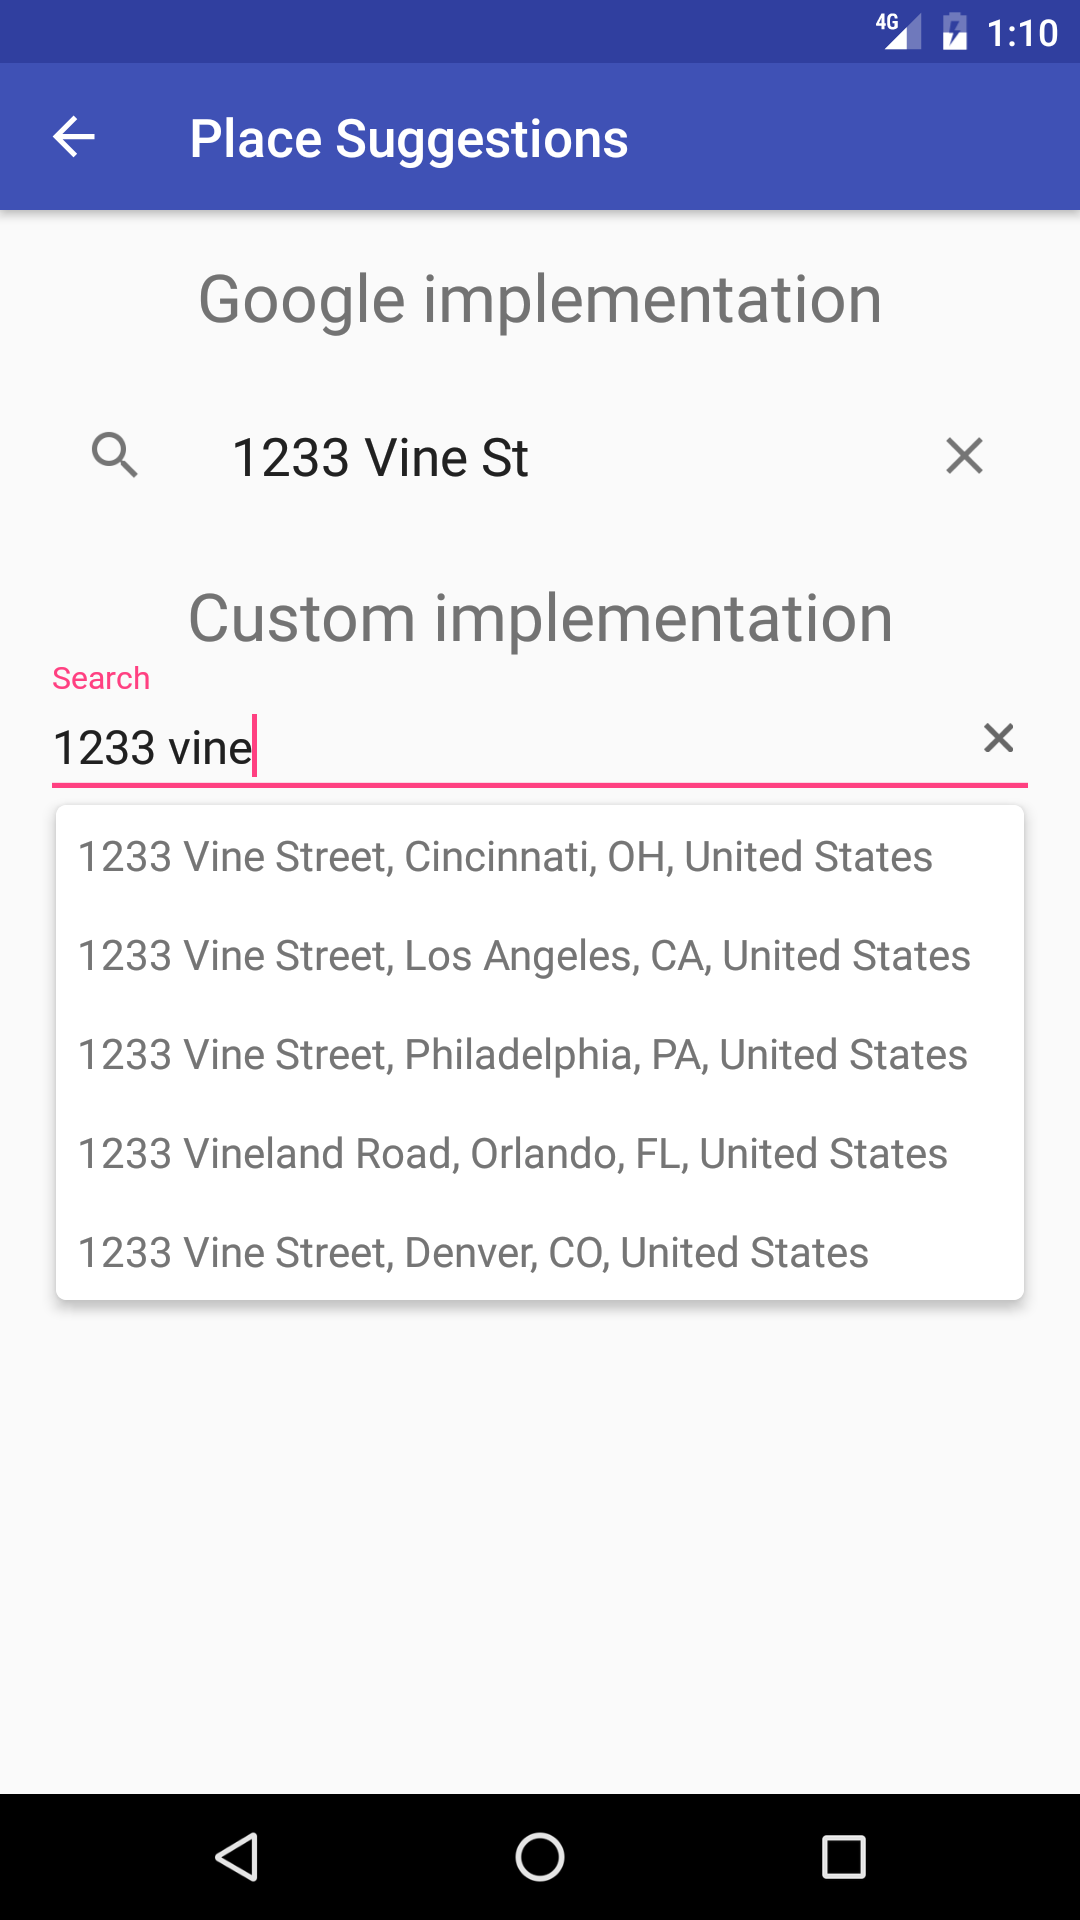 4G 1:10
Place Suggestions
Google implementation
1233 Vine St
Custom implementation
Search
1233 vine
1233 Vine Street, Cincinnati, OH, United States
1233 Vine Street, Los Angeles, CA, United States
1233 Vine Street, Philadelphia, PA, United States
1233 Vineland Road, Orlando, FL, United States
1233 Vine Street, Denver, CO, United States